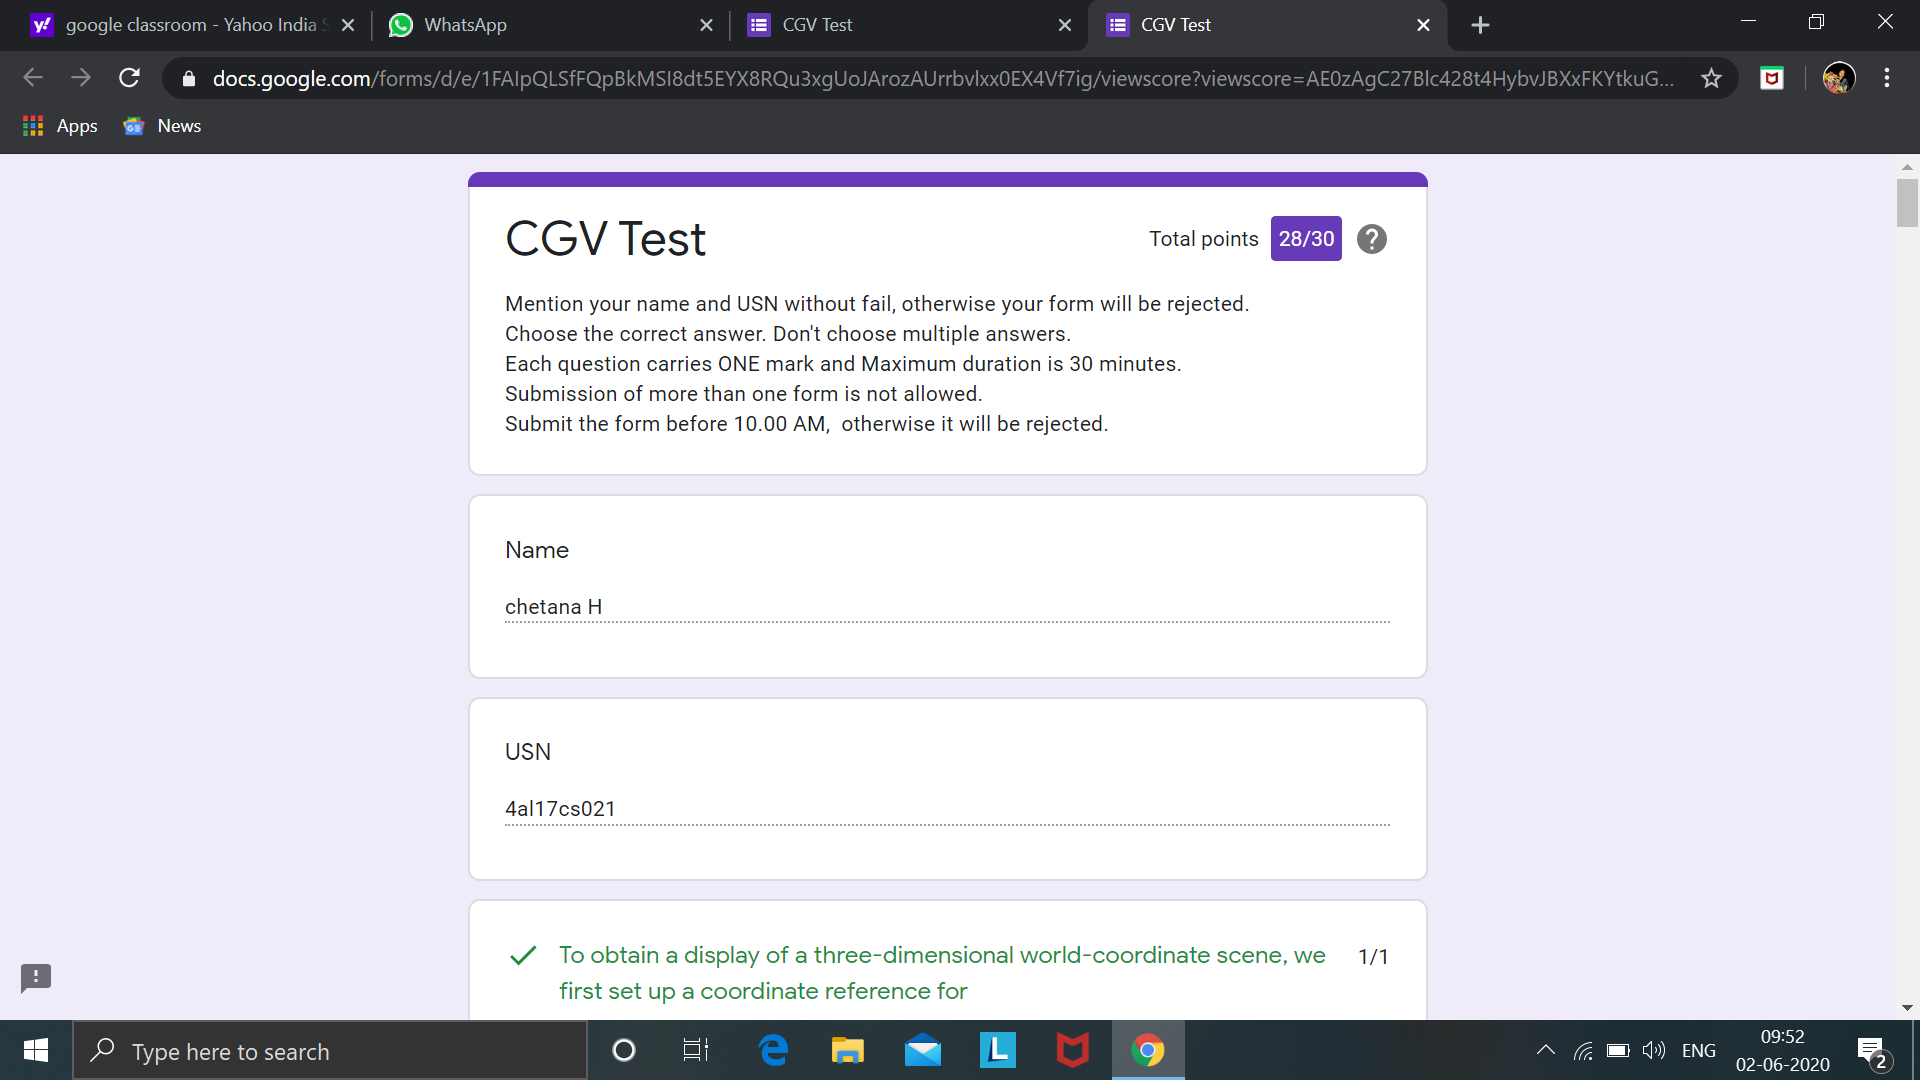 google classroom - Yahoo India
WhatsApp
CGV Test
CGV Test
docs.google.com/forms/d/e/1FAIpQLSfFQpBkMSI8dt5EYX8RQu3xgUoJArozAUrrbvlxx0EX4Vf7ig/viewscore?viewscore=AE0zAgC27Blc428t4HybvJBXxFKYtkuG...
Apps
News
CGV Test
Total points 28/30
Mention your name and USN without fail, otherwise your form will be rejected.
Choose the correct answer. Don't choose multiple answers.
Each question carries ONE mark and Maximum duration is 30 minutes.
Submission of more than one form is not allowed.
Submit the form before 10.00 AM,  otherwise it will be rejected.
Name
chetana H
USN
4al17cs021
To obtain a display of a three-dimensional world-coordinate scene, we 1/1
first set up a coordinate reference for
Type here to search
ENG
09:52
02-06-2020
2